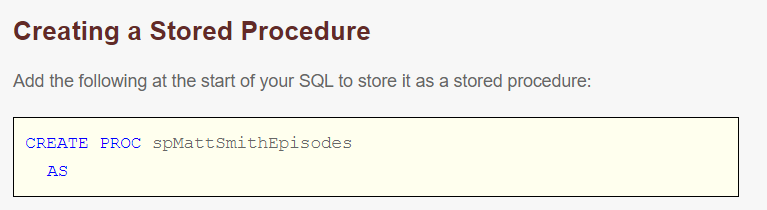 Creating a Stored Procedure
Add the following at the start of your SQL to store it as a stored procedure:
CREATE PROC spMattSmithEpisodes
AS